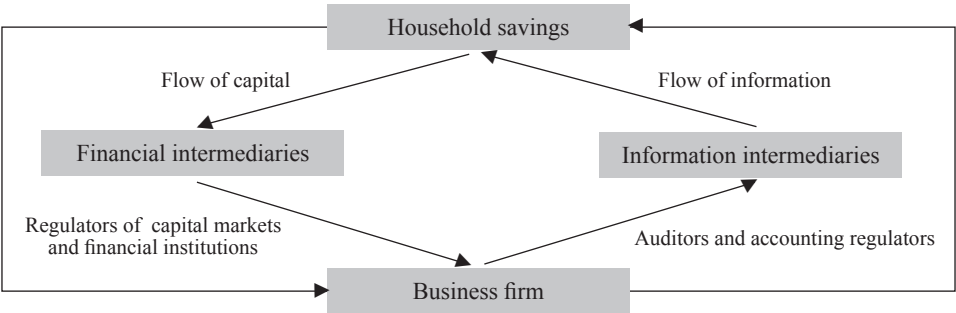 Household savings
Flow of capital
Flow of information
Financial intermediaries
Information intermediaries
Regulators of capital markets
and financial institutions
Auditors and accounting regulators
Business firm